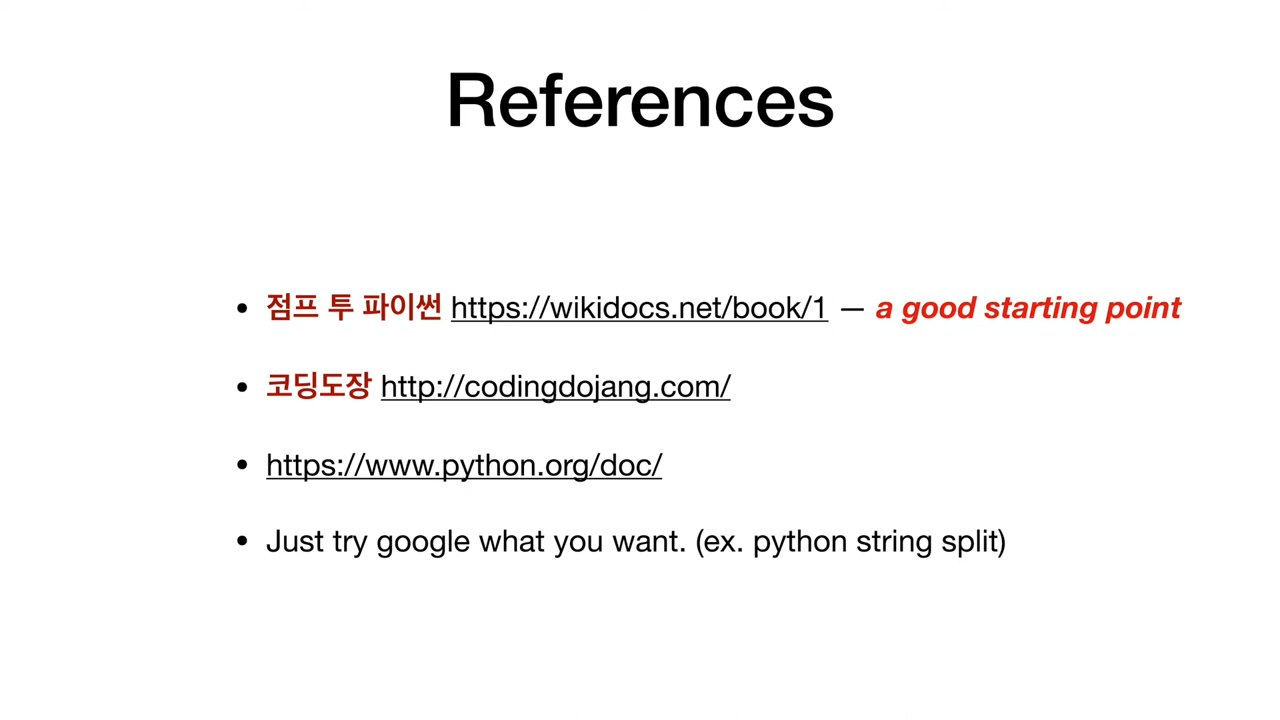 References
• 점프 투 파이썬 https://wikidocs.net/book/1 — a good starting point
• 코딩도장 http://codingdojang.com/
• https://www.python.org/doc/
• Just try google what you want. (ex. python string split)